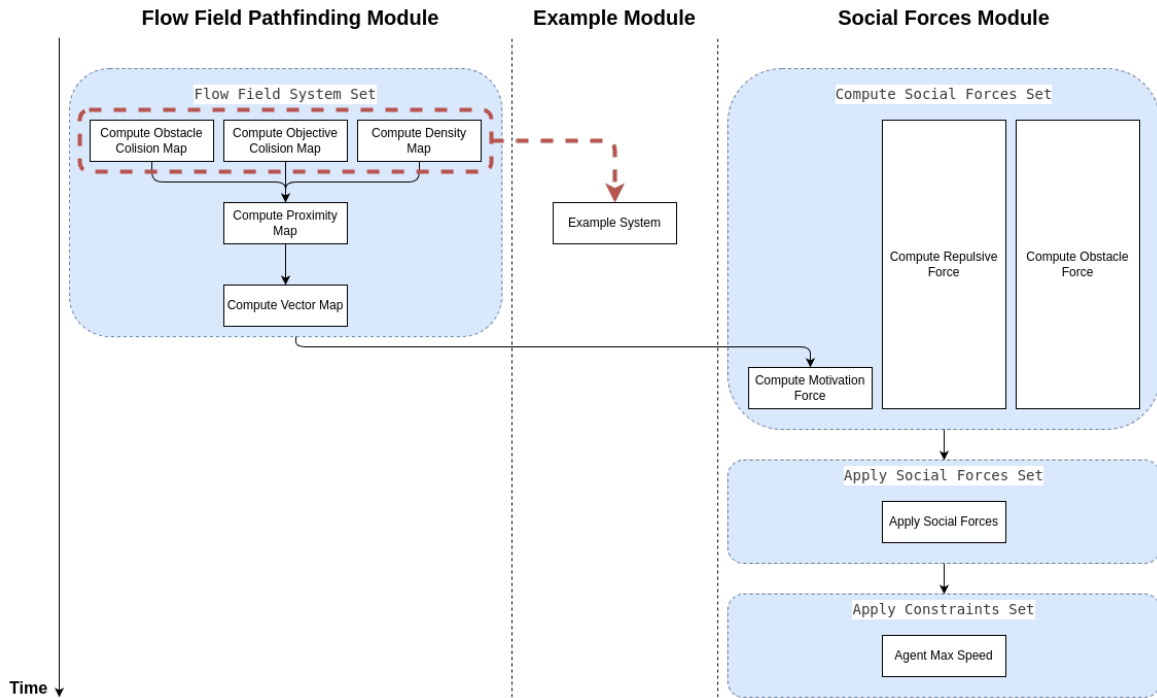 Flow Field Pathfinding Module
Example Module
Social Forces Module
Flow Field System Set
Compute Obstacle
Colision Map
Compute Objective
Colision Map
Compute Density
Map
Compute Proximity
Map
Compute Vector Map
Example System
Compute Social Forces Set
Compute Repulsive
Force
Compute Obstacle
Force
Compute Motivation
Force
Apply Social Forces Set
Apply Social Forces
Apply Constraints Set
Agent Max Speed
Time